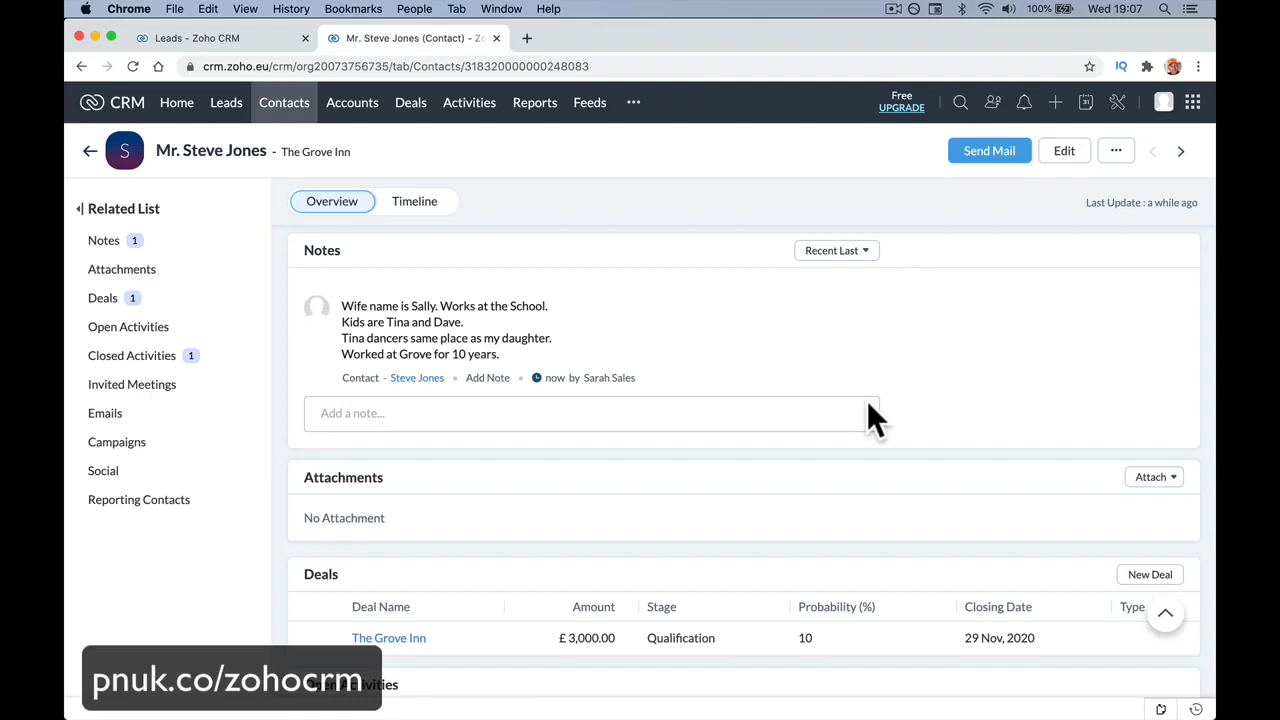 Chrome File Edit View History Bookmarks People Tab Window Help 100% Wed 19:07
Leads - Zoho CRM Mr. Steve Jones (Contact) - Zo
crm.zoho.eu/crm/org20073756735/tab/Contacts/318320000000248083 IQ
CRM Home Leads Contacts Accounts Deals Activities Reports Feeds ••• Free
UPGRADE 31
S Mr. Steve Jones - The Grove Inn Send Mail Edit •••
Related List
Overview Timeline Last Update : a while ago
Notes 1
Attachments
Deals 1
Open Activities
Closed Activities 1
Invited Meetings
Emails
Campaigns
Social
Reporting Contacts
Notes Recent Last
Wife name is Sally. Works at the School.
Kids are Tina and Dave.
Tina dancers same place as my daughter.
Worked at Grove for 10 years.
Contact - Steve Jones • Add Note • now by Sarah Sales
Add a note...
Attachments Attach
No Attachment
Deals New Deal
Deal Name Amount Stage Probability (%) Closing Date Type
The Grove Inn £ 3,000.00 Qualification 10 29 Nov, 2020
Open Activities
pnuk.co/zohocrm